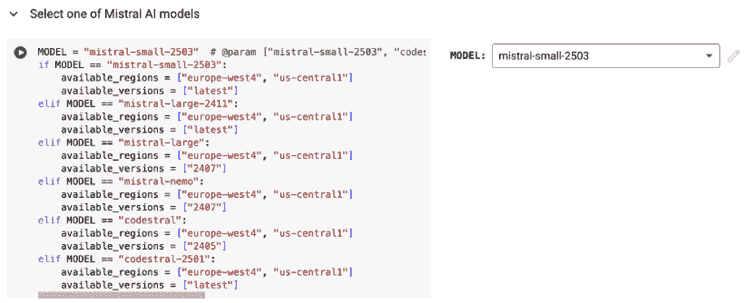 Select one of Mistral AI models
MODEL = "mistral-small-2503"  # @param ["mistral-small-2503", "codes
if MODEL == "mistral-small-2503":
    available_regions = ["europe-west4", "us-central1"]
    available_versions = ["latest"]
elif MODEL == "mistral-large-2411":
    available_regions = ["europe-west4", "us-central1"]
    available_versions = ["latest"]
elif MODEL == "mistral-large":
    available_regions = ["europe-west4", "us-central1"]
    available_versions = ["2407"]
elif MODEL == "mistral-nemo":
    available_regions = ["europe-west4", "us-central1"]
    available_versions = ["2407"]
elif MODEL == "codestral":
    available_regions = ["europe-west4", "us-central1"]
    available_versions = ["2405"]
elif MODEL == "codestral-2501":
    available_regions = ["europe-west4", "us-central1"]
    available_versions = ["latest"]
MODEL: mistral-small-2503